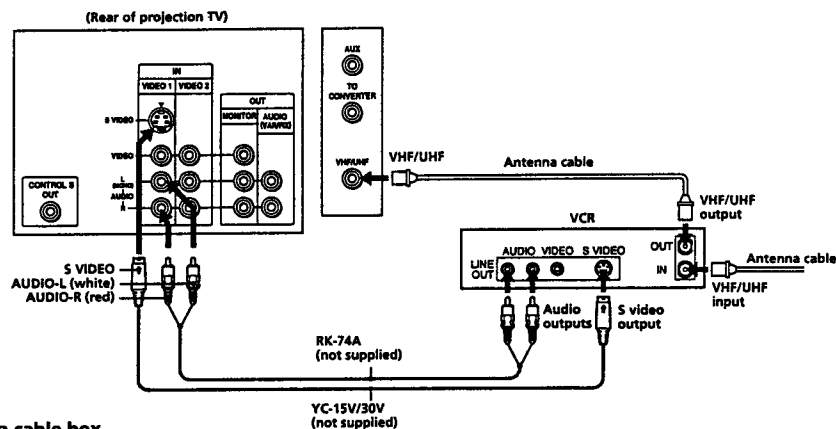 (Rear of projection TV)
IN
VIDEO 1 VIDEO 2
OUT
MONITOR AUDIO (VAR/FIX)
S VIDEO
VIDEO
L (MONO)
AUDIO
R
CONTROL S OUT
AUX
TO CONVERTER
VHF/UHF
VHF/UHF
Antenna cable
VHF/UHF output
VCR
AUDIO VIDEO S VIDEO
LINE OUT
OUT
IN
Antenna cable
VHF/UHF input
S VIDEO
AUDIO-L (white)
AUDIO-R (red)
Audio outputs
S video output
RK-74A
(not supplied)
YC-15V/30V
(not supplied)
cable box